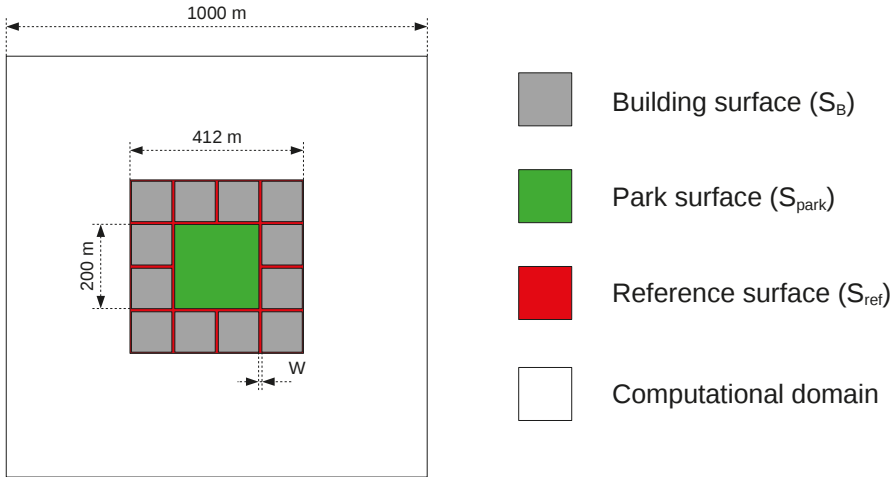 1000 m
412 m
200 m
W
Building surface (S_B)
Park surface (S_park)
Reference surface (S_ref)
Computational domain